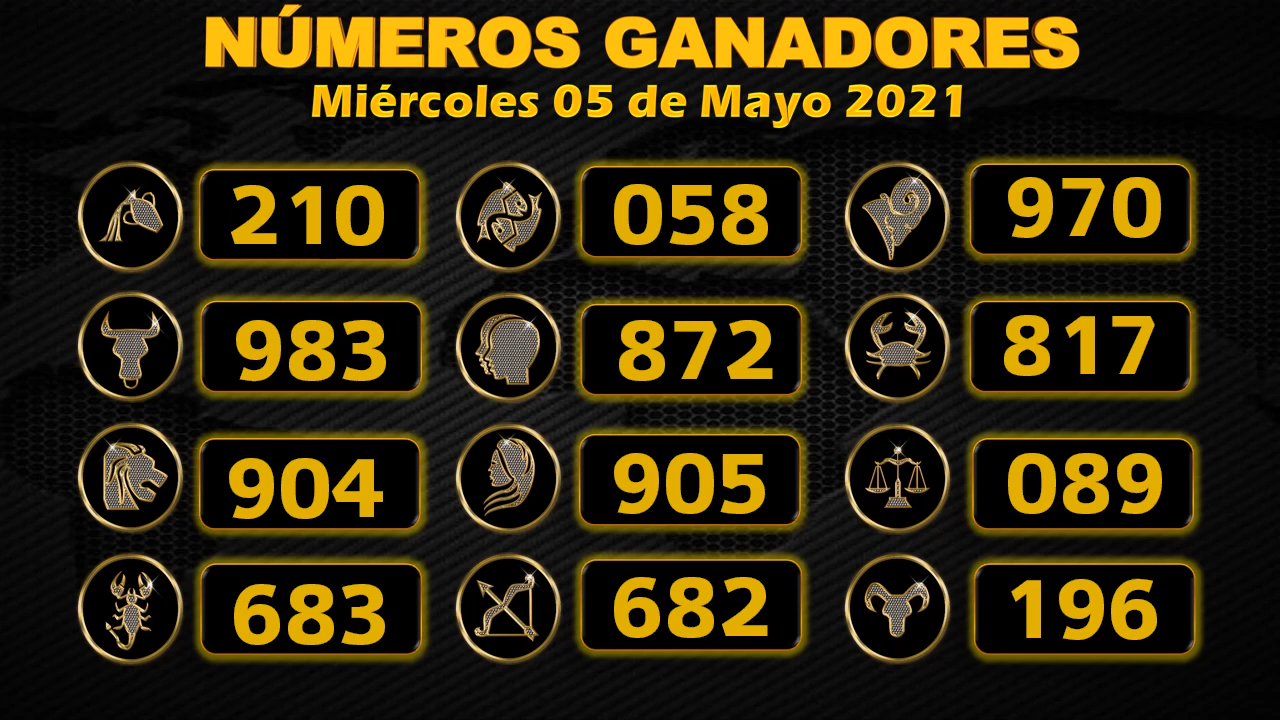 NÚMEROS GANADORES
Miércoles 05 de Mayo 2021
210 058 970
983 872 817
904 905 089
683 682 196